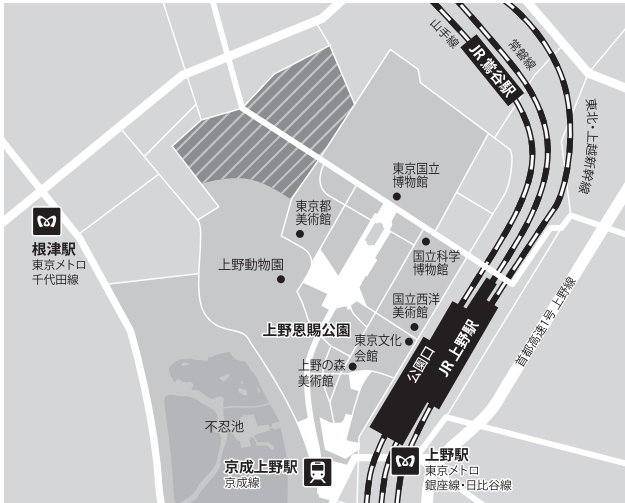 山手線
JR 鶯谷駅
常磐線
東北・上越新幹線
東京国立
博物館
東京都
美術館
根津駅
東京メトロ
千代田線
上野動物園
国立科学
博物館
国立西洋
美術館
上野恩賜公園
東京文化
会館
上野の森
美術館
公園口
JR 上野駅
首都高速1号 上野線
不忍池
京成上野駅
京成線
上野駅
東京メトロ
銀座線・日比谷線